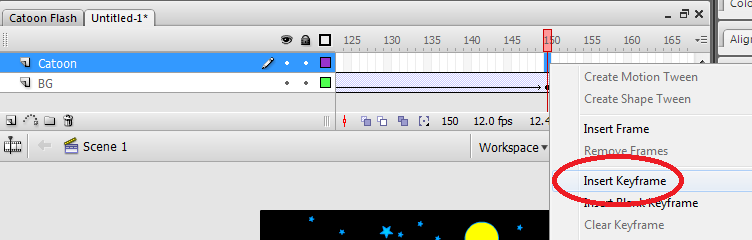 Catoon Flash Untitled-1* Colo
125 130 135 140 145 150 155 160 165
Align
Catoon
BG
Create Motion Tween
Create Shape Tween
150 12.0 fps 12.4
Insert Frame
Remove Frames
Scene 1 Workspace
Insert Keyframe
Insert Blank Keyframe
Clear Keyframe